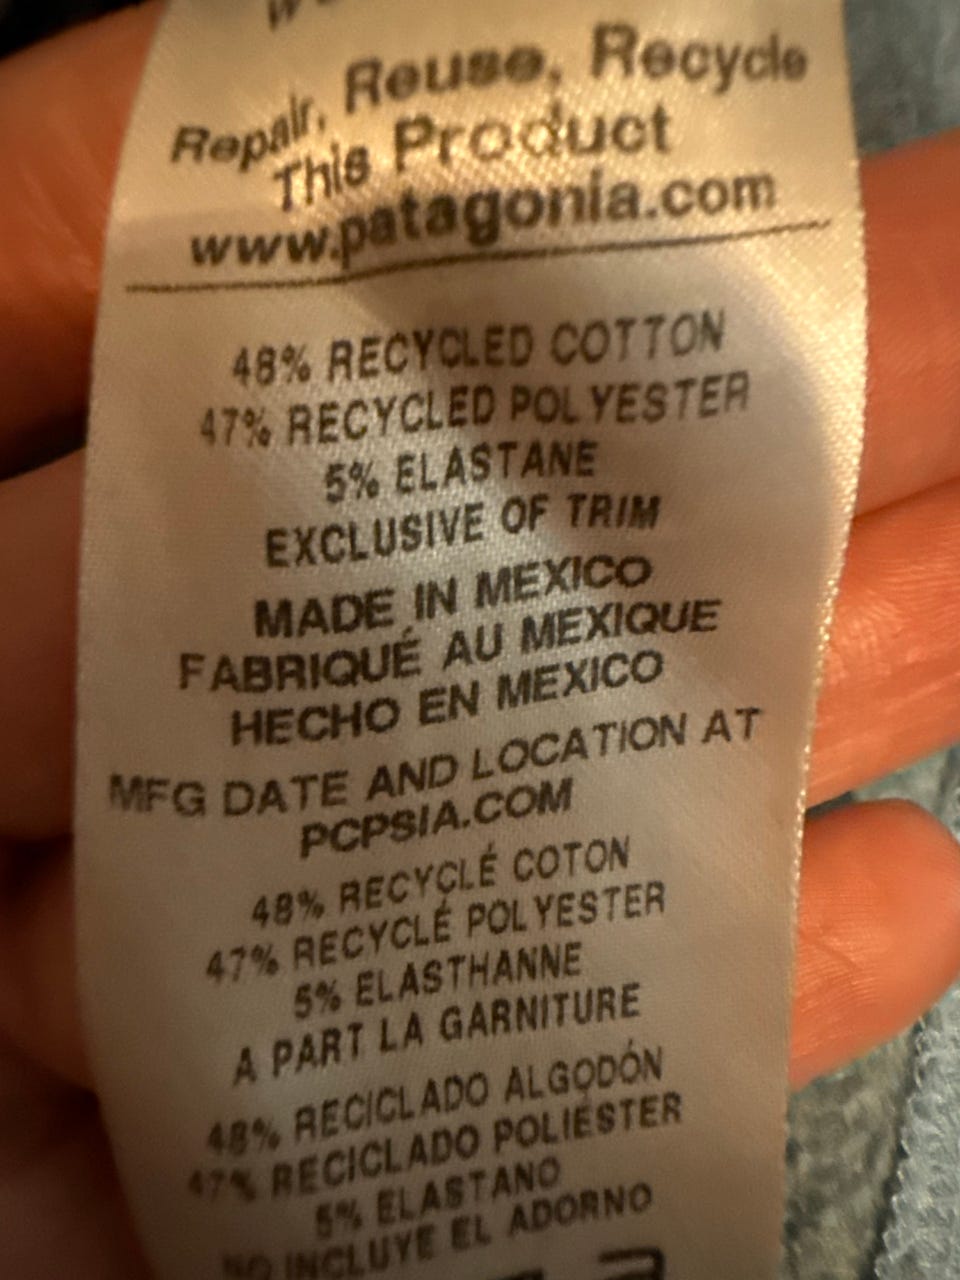 Repair, Reuse, Recycle
This Product
www.patagonia.com
48% RECYCLED COTTON
47% RECYCLED POLYESTER
5% ELASTANE
EXCLUSIVE OF TRIM
MADE IN MEXICO
FABRIQUÉ AU MEXIQUE
HECHO EN MEXICO
MFG DATE AND LOCATION AT
PCPSIA.COM
48% RECYCLÉ COTON
47% RECYCLÉ POLYESTER
5% ELASTHANNE
A PART LA GARNITURE
48% RECICLADO ALGODÓN
47% RECICLADO POLIÉSTER
5% ELASTANO
NO INCLUYE EL ADORNO